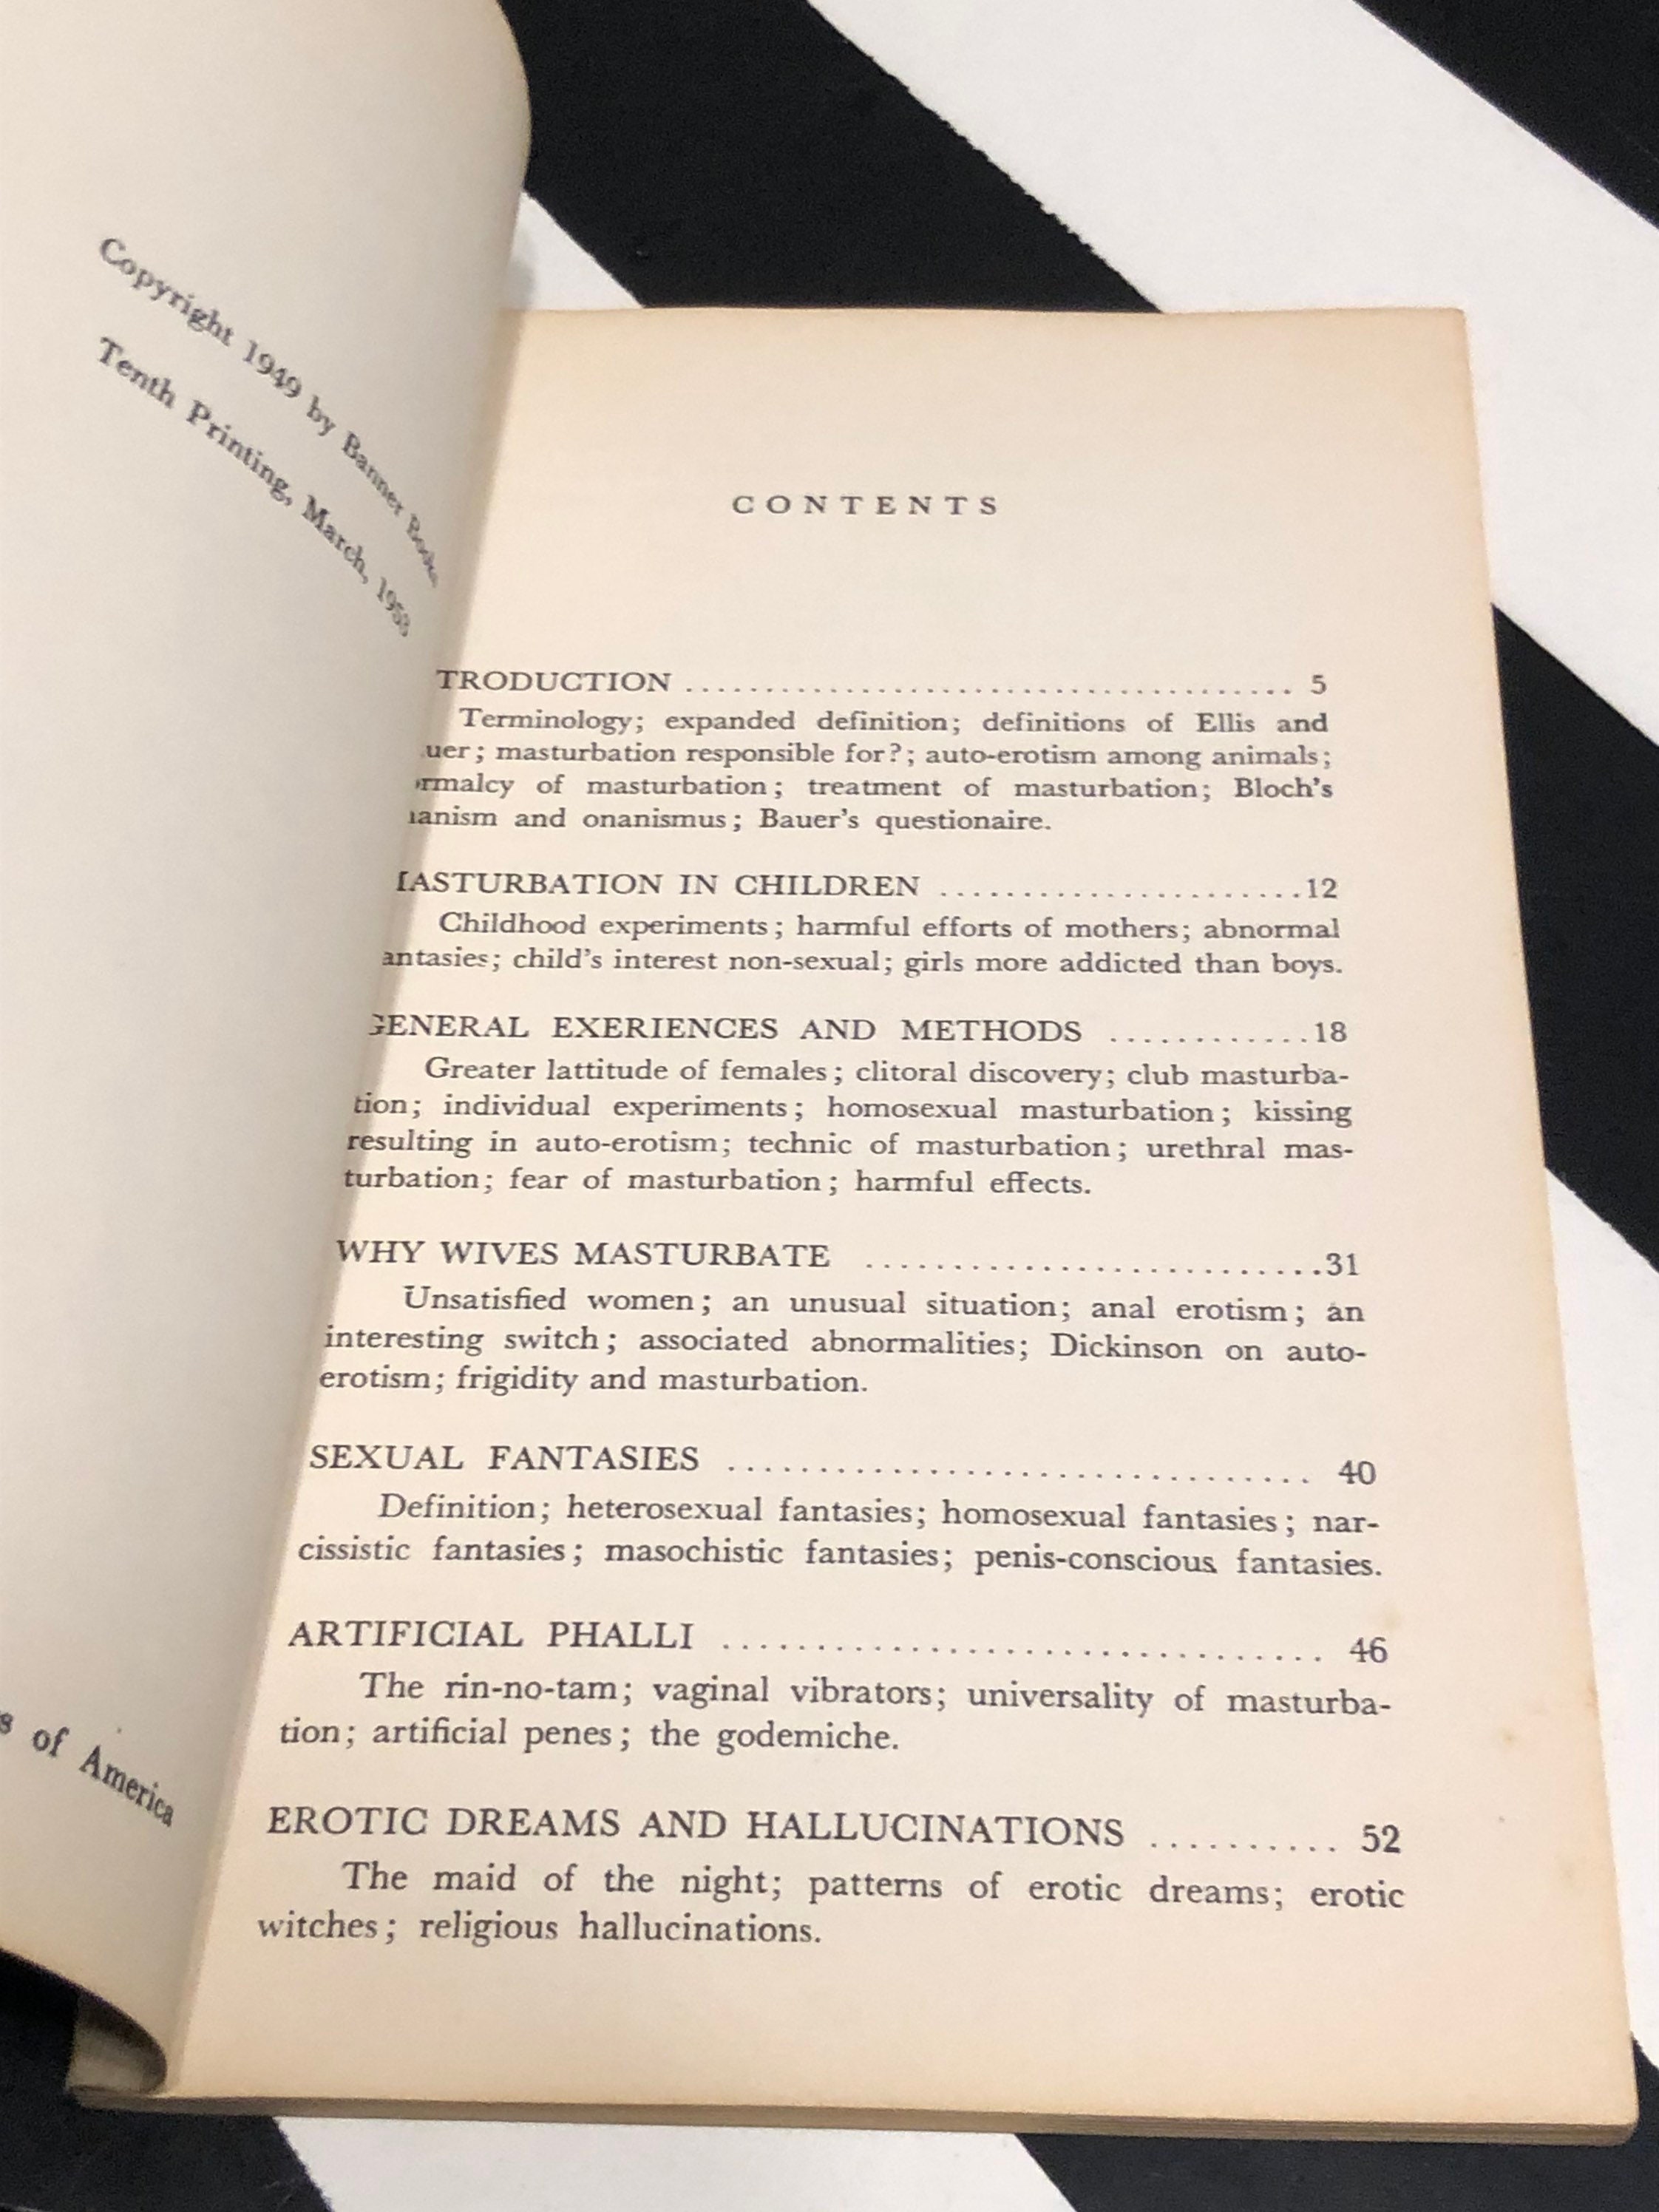 Copyright 1949 by Banner Books
Tenth Printing, March, 1953
of America
CONTENTS
TRODUCTION ........................................ 5
Terminology; expanded definition; definitions of Ellis and
uer; masturbation responsible for?; auto-erotism among animals;
rmalcy of masturbation; treatment of masturbation; Bloch's
anism and onanismus; Bauer's questionaire.
ASTURBATION IN CHILDREN ........................12
Childhood experiments; harmful efforts of mothers; abnormal
antasies; child's interest non-sexual; girls more addicted than boys.
GENERAL EXERIENCES AND METHODS .............18
Greater lattitude of females; clitoral discovery; club masturba-
tion; individual experiments; homosexual masturbation; kissing
resulting in auto-erotism; technic of masturbation; urethral mas-
turbation; fear of masturbation; harmful effects.
WHY WIVES MASTURBATE ............................31
Unsatisfied women; an unusual situation; anal erotism; an
interesting switch; associated abnormalities; Dickinson on auto-
erotism; frigidity and masturbation.
SEXUAL FANTASIES .................................. 40
Definition; heterosexual fantasies; homosexual fantasies; nar-
cissistic fantasies; masochistic fantasies; penis-conscious fantasies.
ARTIFICIAL PHALLI ................................. 46
The rin-no-tam; vaginal vibrators; universality of masturba-
tion; artificial penes; the godemiche.
EROTIC DREAMS AND HALLUCINATIONS .......... 52
The maid of the night; patterns of erotic dreams; erotic
witches; religious hallucinations.